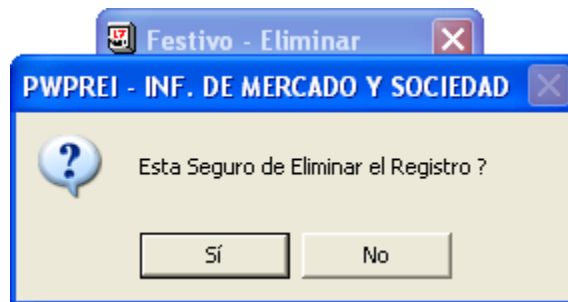 Festivo - Eliminar
PWPREI - INF. DE MERCADO Y SOCIEDAD
Esta Seguro de Eliminar el Registro ?
Sí
No